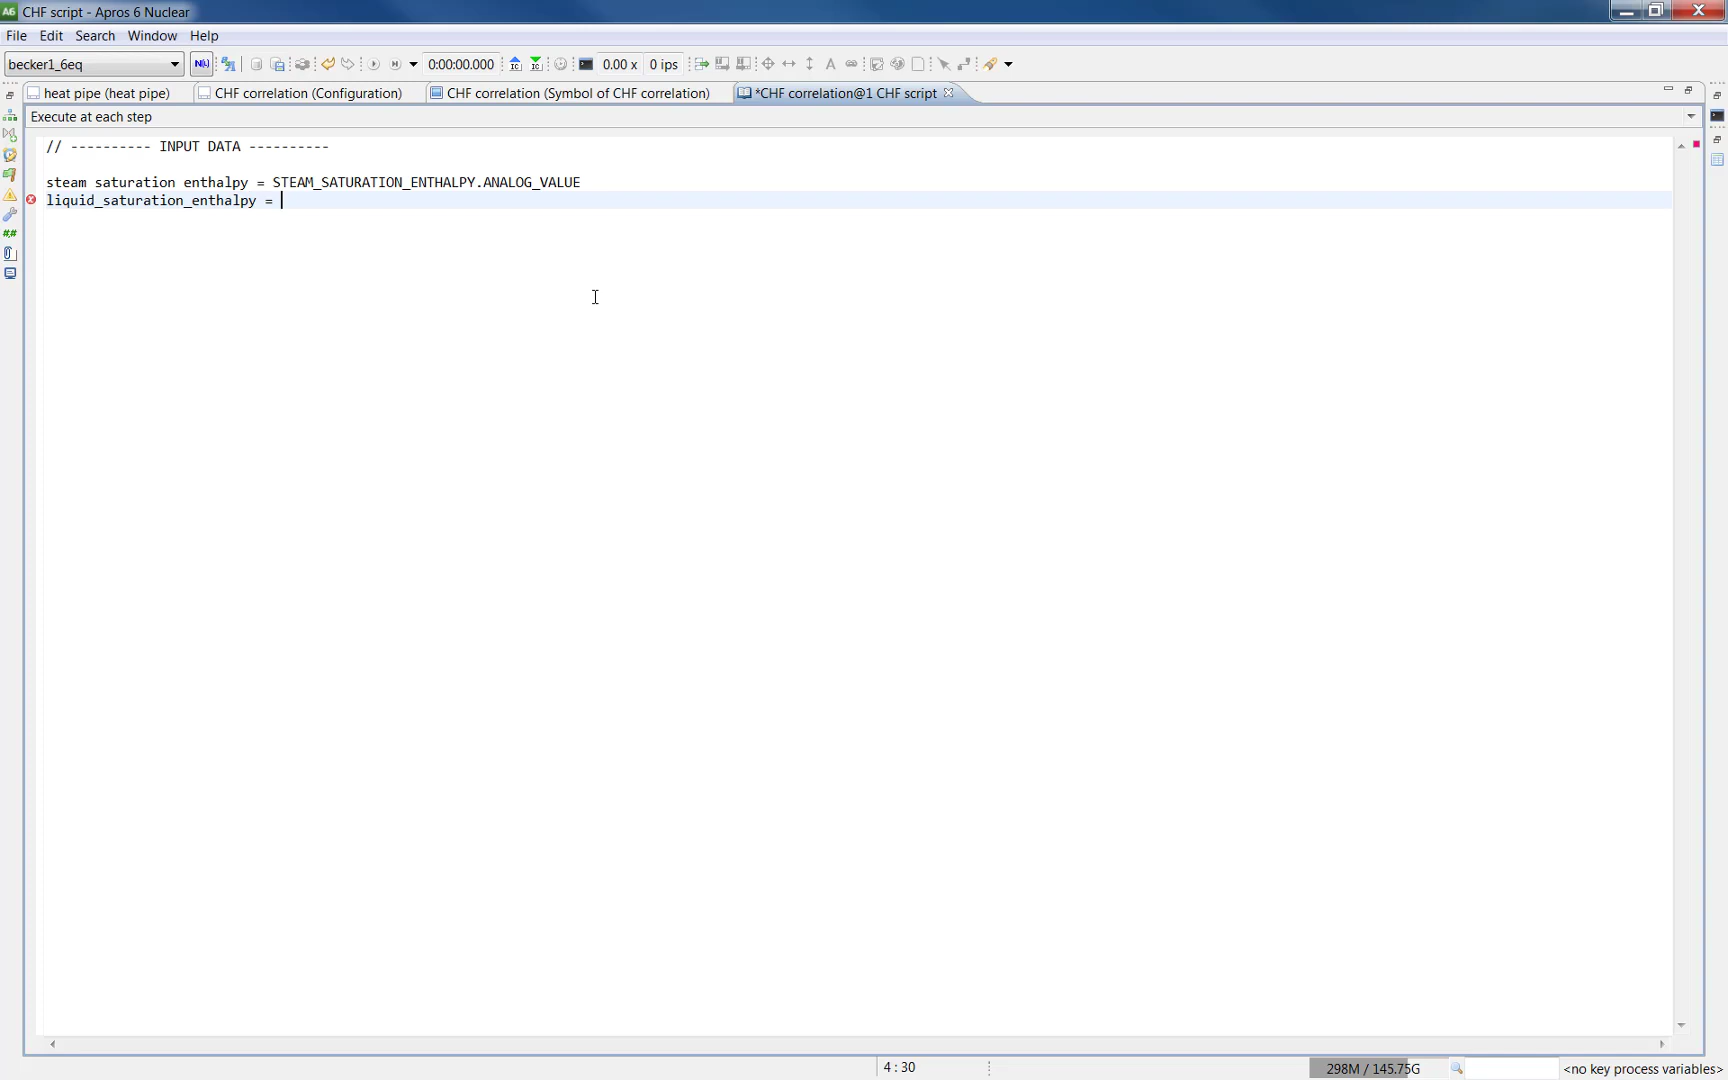 A6 CHF script - Apros 6 Nuclear
File Edit Search Window Help
becker1_6eq N(s) 0:00:00.000 0.00 x 0 ips
heat pipe (heat pipe) CHF correlation (Configuration) CHF correlation (Symbol of CHF correlation) *CHF correlation@1 CHF script
Execute at each step
// ---------- INPUT DATA ----------
steam saturation enthalpy = STEAM_SATURATION_ENTHALPY.ANALOG_VALUE
liquid_saturation_enthalpy =
4 : 30 298M / 145.75G <no key process variables>